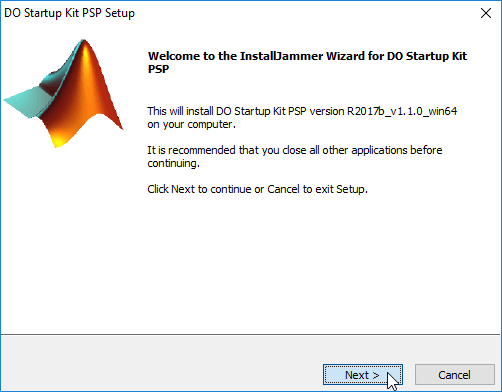 DO Startup Kit PSP Setup
Welcome to the InstallJammer Wizard for DO Startup Kit
PSP
This will install DO Startup Kit PSP version R2017b_v1.1.0_win64
on your computer.
It is recommended that you close all other applications before
continuing.
Click Next to continue or Cancel to exit Setup.
Next >
Cancel